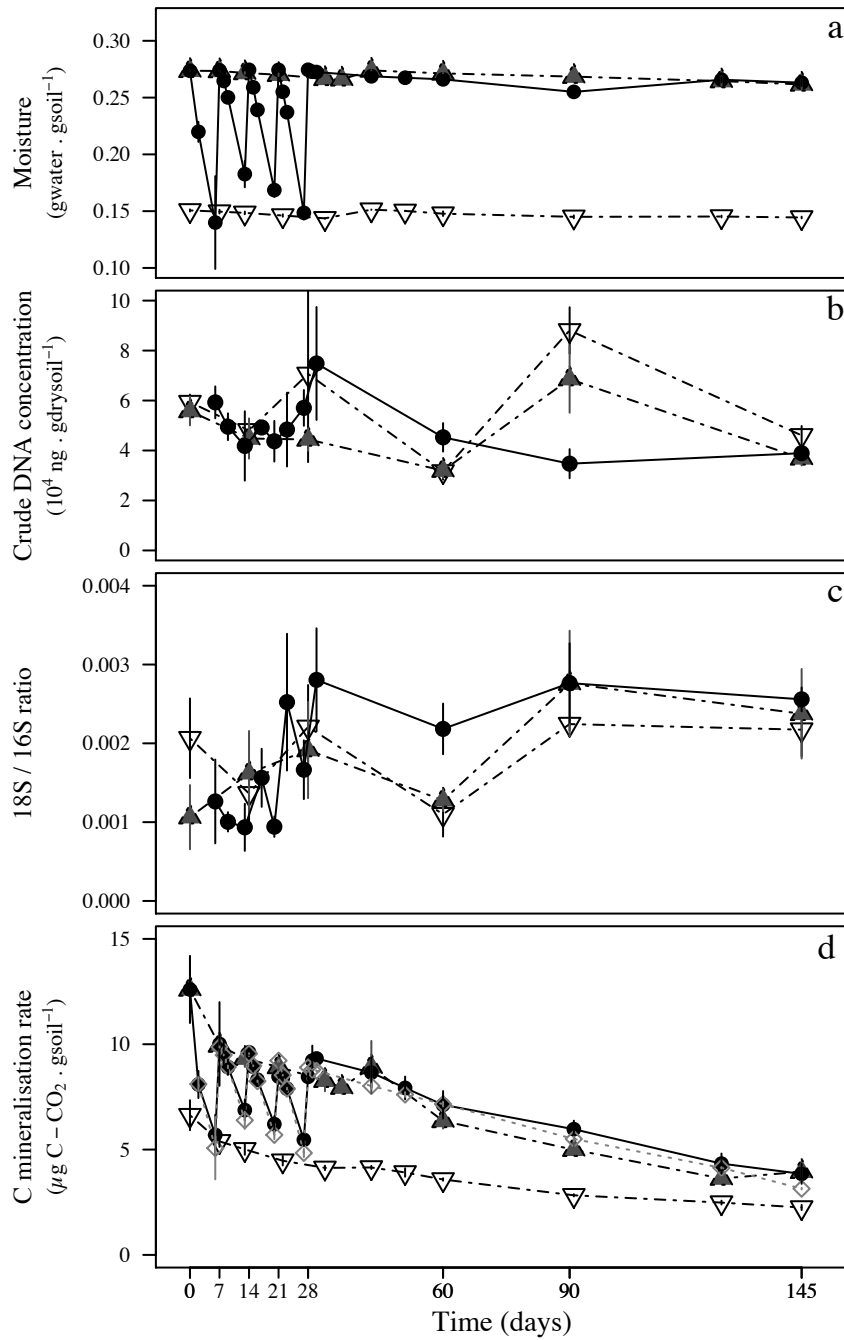 a
0.30
0.25
0.20
0.15
0.10
Moisture
(gwater . gsoil⁻¹)
b
10
8
6
4
2
0
Crude DNA concentration
(10⁴ ng . gdrysoil⁻¹)
c
0.004
0.003
0.002
0.001
0.000
18S / 16S ratio
d
15
10
5
0
C mineralisation rate
(µg C − CO₂ . gsoil⁻¹)
0 7 14 21 28 60 90 145
Time (days)